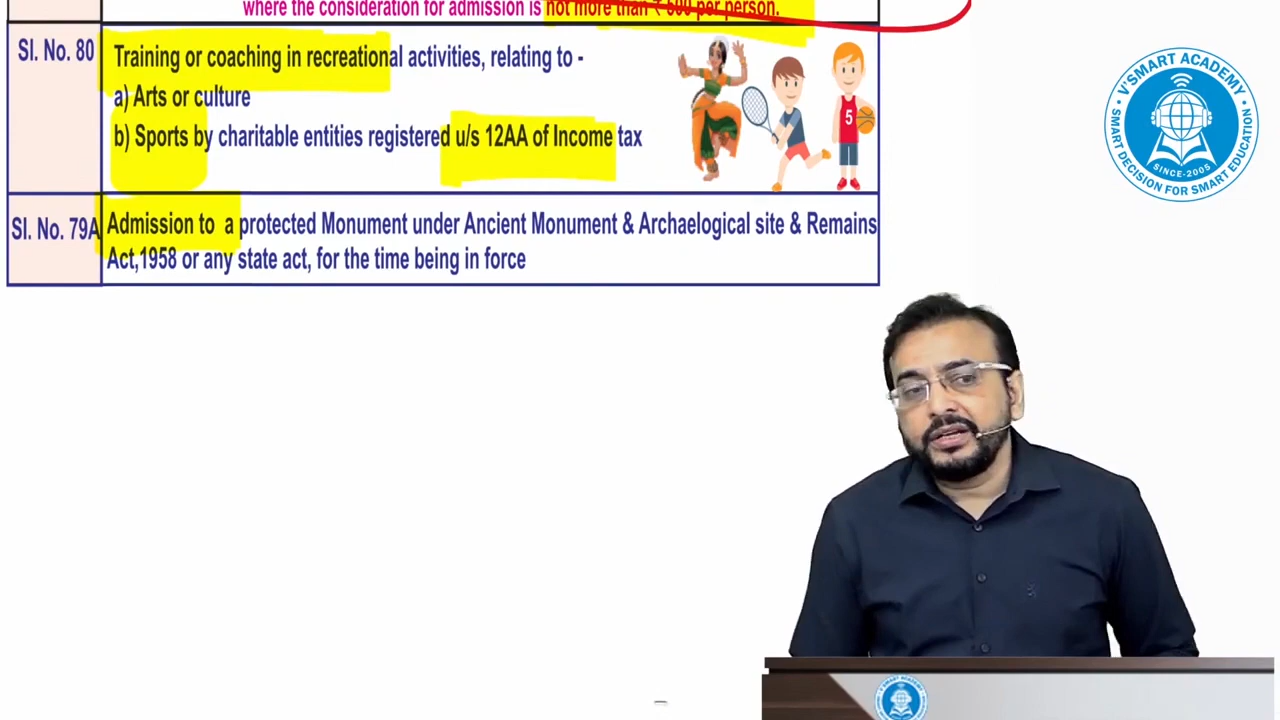 where the consideration for admission is not more than ₹ 500 per person.
Sl. No. 80
Training or coaching in recreational activities, relating to -
a) Arts or culture
b) Sports by charitable entities registered u/s 12AA of Income tax
5
Sl. No. 79A
Admission to a protected Monument under Ancient Monument & Archaelogical site & Remains
Act,1958 or any state act, for the time being in force
V'SMART ACADEMY
SINCE-2005
SMART DECISION FOR SMART EDUCATION